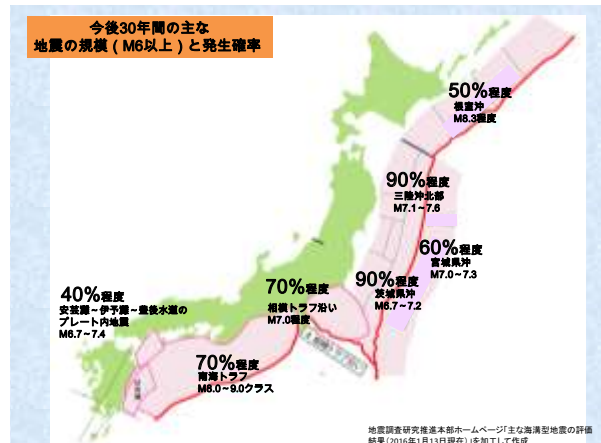 今後30年間の主な
地震の規模（M6以上）と発生確率
50%程度
根室沖
M8.3程度
90%程度
三陸沖北部
M7.1～7.6
60%程度
宮城県沖
M7.0～7.3
90%程度
茨城県沖
M6.7～7.2
70%程度
相模トラフ沿い
M7.0程度
40%程度
安芸灘～伊予灘～豊後水道の
プレート内地震
M6.7～7.4
70%程度
南海トラフ
M8.0～9.0クラス
地震調査研究推進本部ホームページ「主な海溝型地震の評価
結果（2016年1月13日現在）」を加工して作成